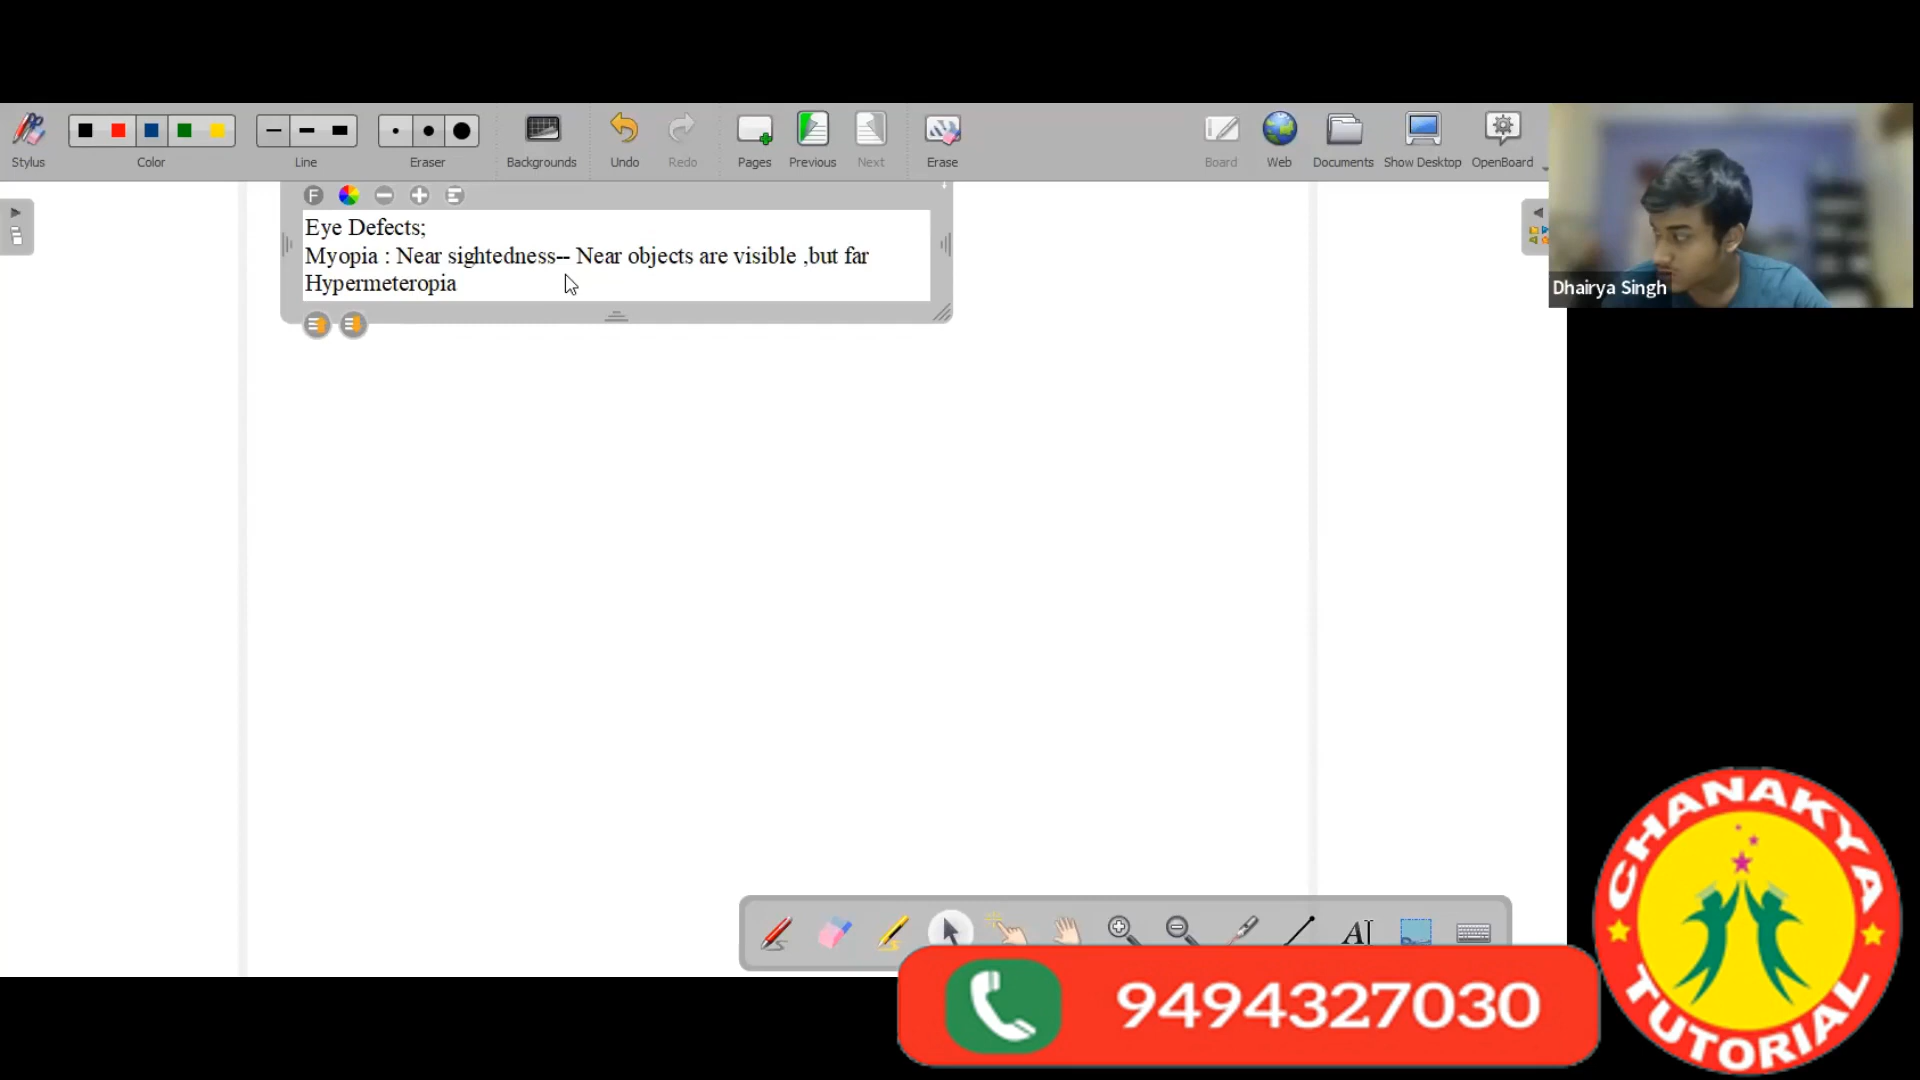 Stylus
Color
Line
Eraser
Backgrounds
Undo
Redo
Pages
Previous
Next
Erase
Board
Web
Documents
Show Desktop
OpenBoard
F
Eye Defects;
Myopia : Near sightedness-- Near objects are visible ,but far
Hypermeteropia
Dhairya Singh
AI
9494327030
CHANAKYA
TUTORIAL